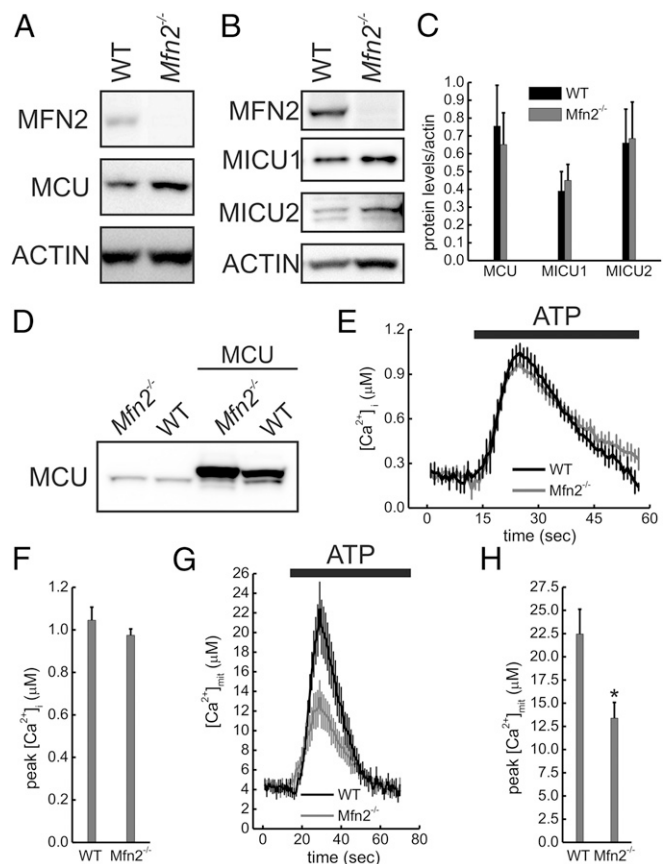 A
WT
Mfn2-/-
MFN2
MCU
ACTIN
B
WT
Mfn2-/-
MFN2
MICU1
MICU2
ACTIN
C
1.0
0.9
0.8
0.7
0.6
0.5
0.4
0.3
0.2
0.1
0.0
protein levels/actin
WT
Mfn2-/-
MCU MICU1 MICU2
D
MCU
Mfn2-/- WT Mfn2-/- WT
MCU
E
ATP
1.2
0.9
0.6
0.3
0.0
[Ca2+]i (μM)
WT
Mfn2-/-
0 15 30 45 60
time (sec)
F
1.2
1.0
0.8
0.6
0.4
0.2
0.0
peak [Ca2+]i (μM)
WT Mfn2-/-
G
ATP
26
24
22
20
18
16
14
12
10
8
6
4
2
[Ca2+]mit (μM)
WT
Mfn2-/-
0 20 40 60 80
time (sec)
H
27.5
25.0
22.5
20.0
17.5
15.0
12.5
10.0
7.5
5.0
2.5
0.0
peak [Ca2+]mit (μM)
*
WT Mfn2-/-